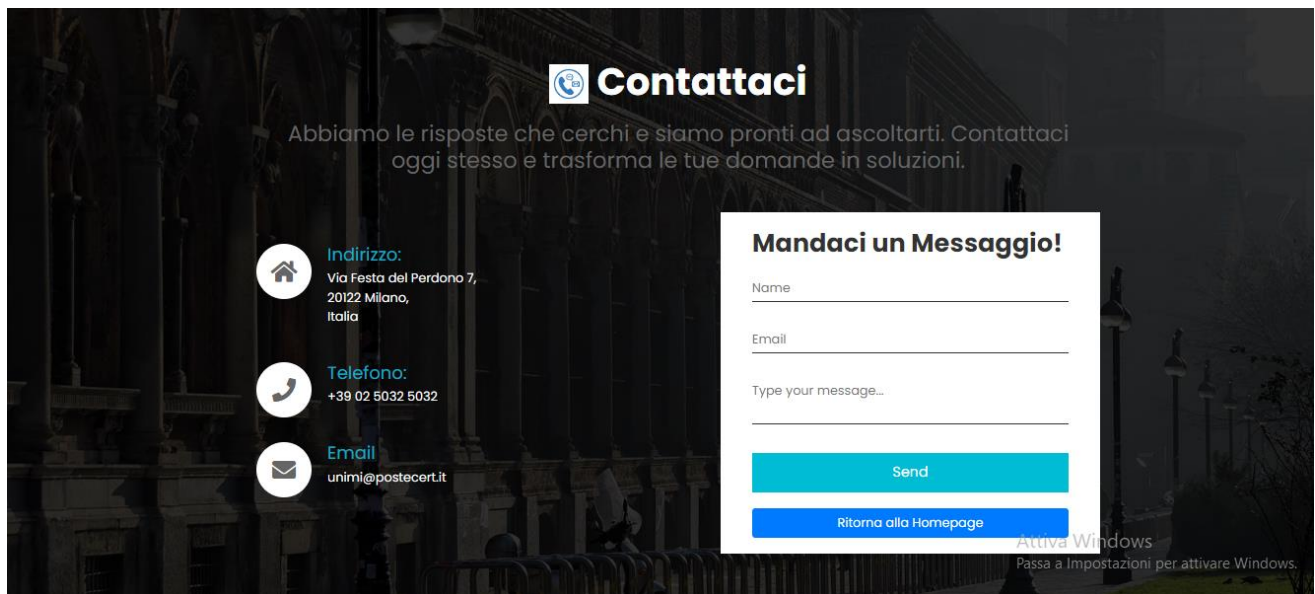 Contattaci
Abbiamo le risposte che cerchi e siamo pronti ad ascoltarti. Contattaci
oggi stesso e trasforma le tue domande in soluzioni.
Indirizzo:
Via Festa del Perdono 7,
20122 Milano,
Italia
Telefono:
+39 02 5032 5032
Email
unimi@postecert.it
Mandaci un Messaggio!
Name
Email
Type your message...
Send
Ritorna alla Homepage
Attiva Windows
Passa a Impostazioni per attivare Windows.